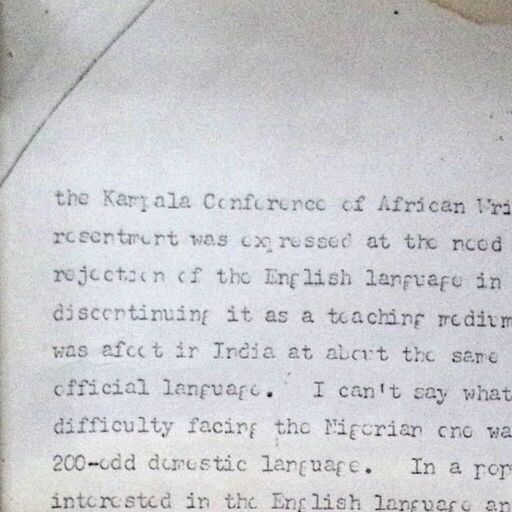 the Kampala Conference of African Wri
resentment was expressed at the need
rejection of the English language in
discontinuing it as a teaching medium
was afoot in India at about the same
official language. I can't say what
difficulty facing the Nigerian one wa
200-odd domestic language. In a pop
interested in the English language an